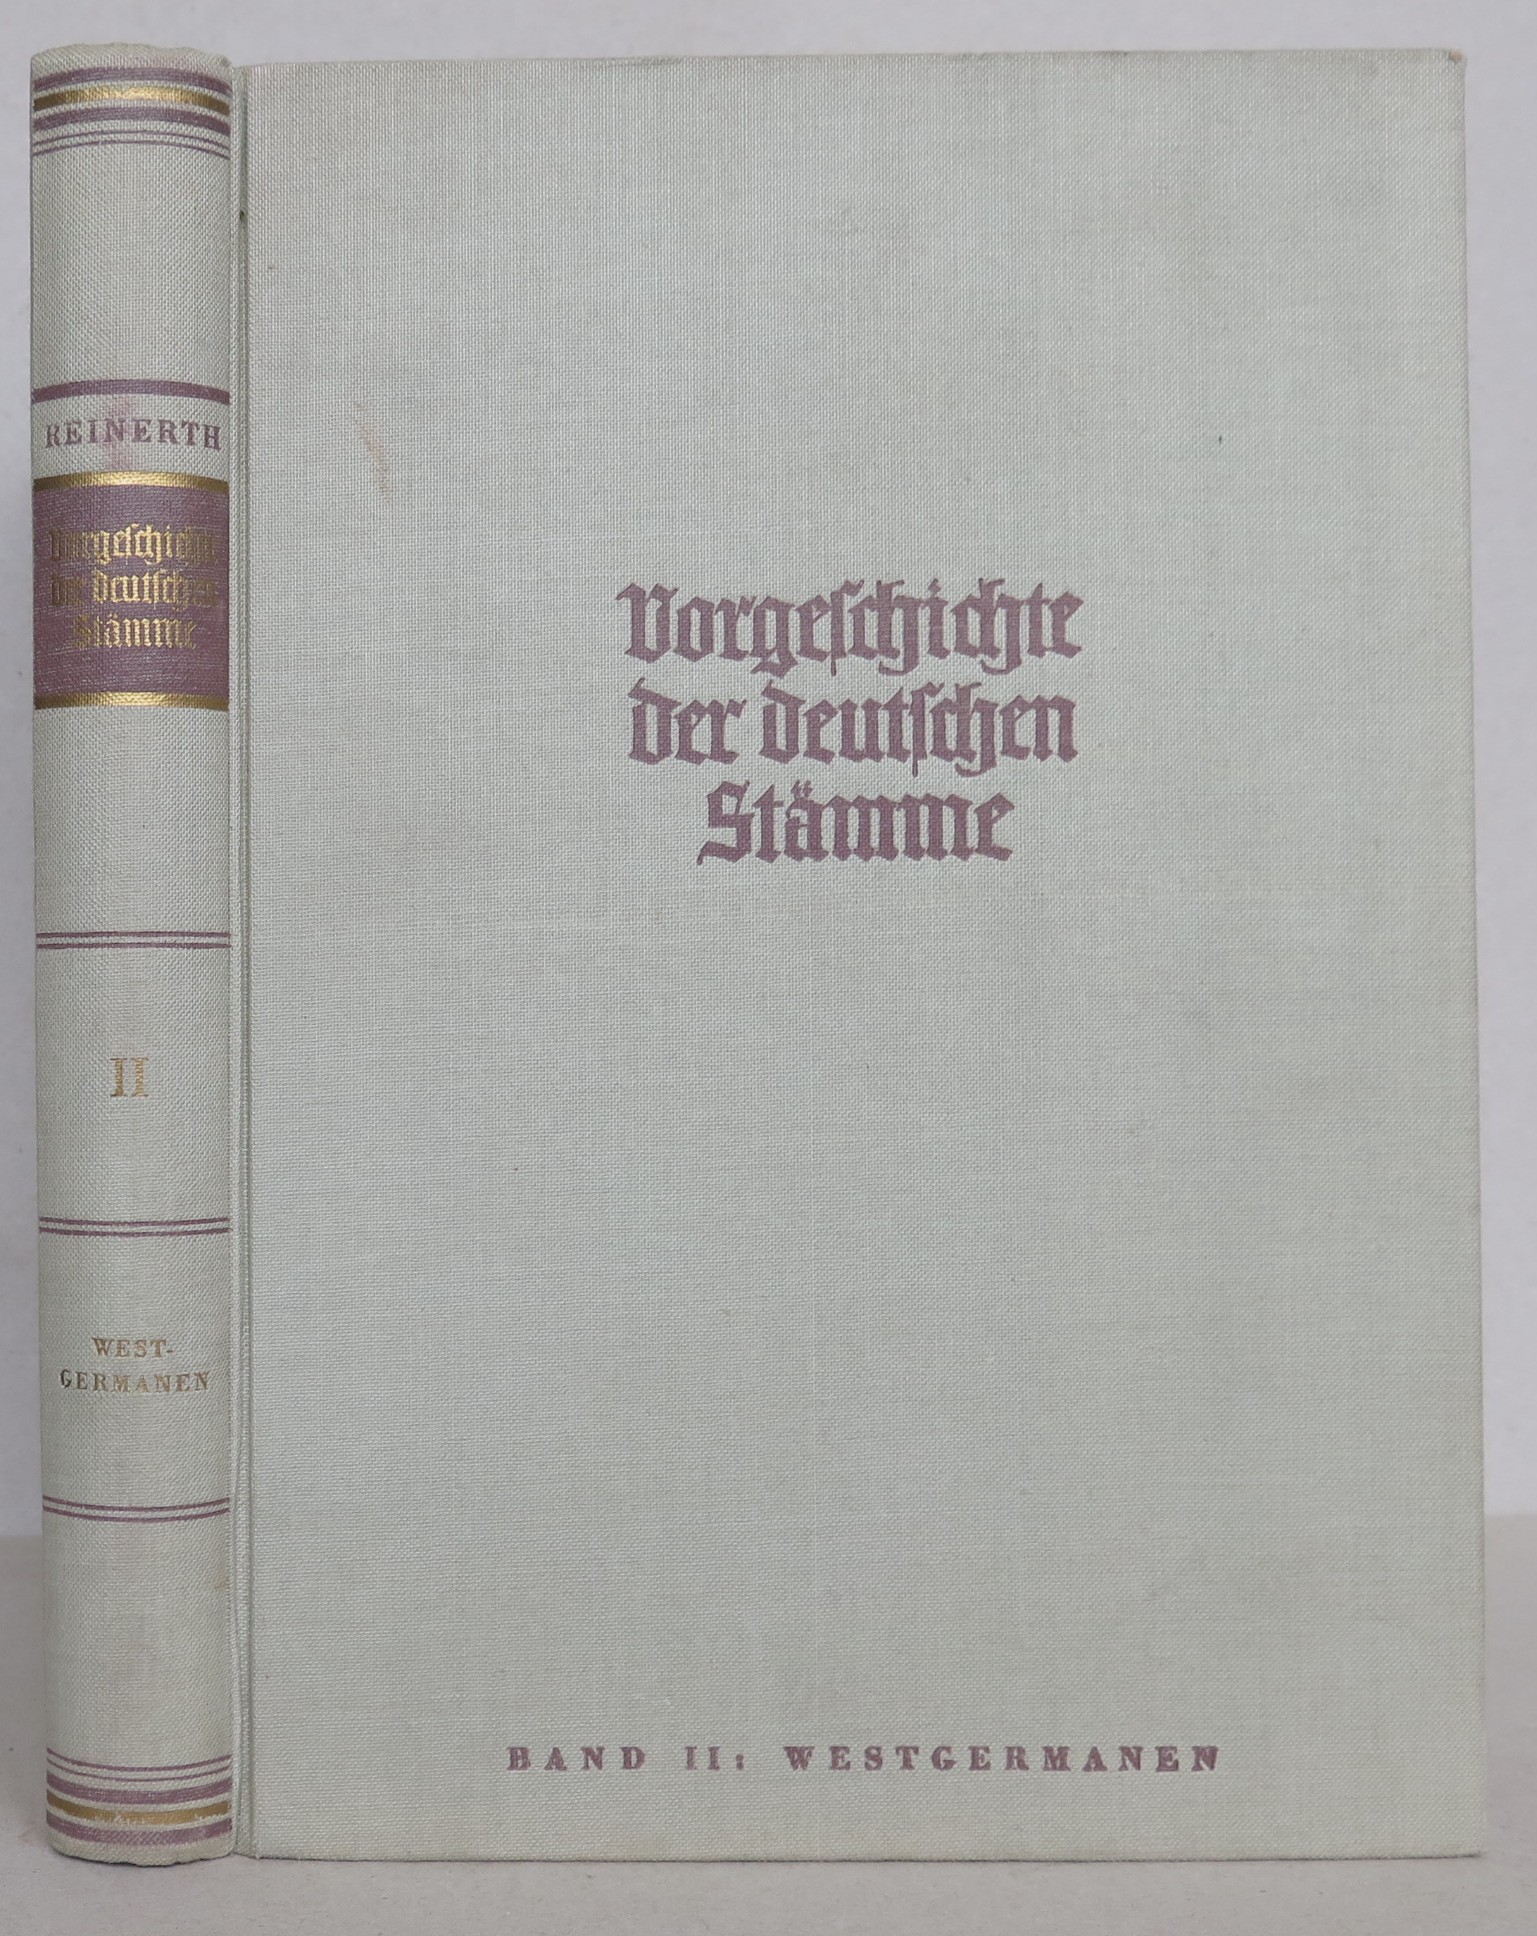 REINERTH
Vorgeschichte
der deutschen
Stämme
II
WEST-
GERMANEN
Vorgeschichte
der deutschen
Stämme
BAND II: WESTGERMANEN